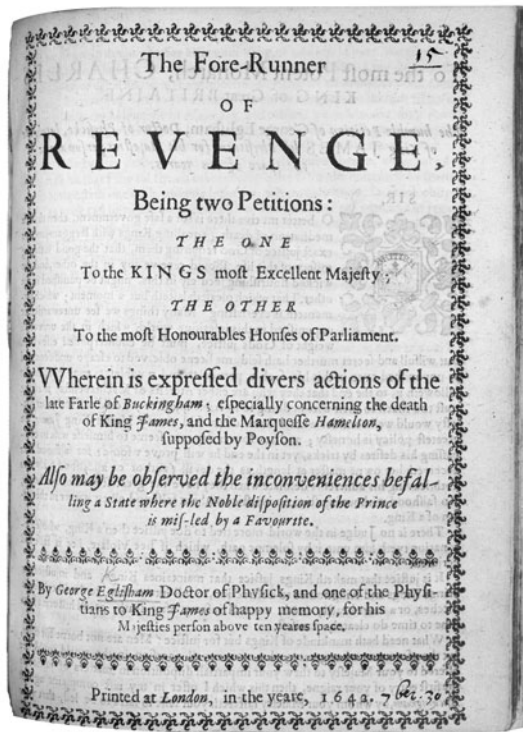 The Fore-Runner
15
OF
REVENGE.
Being two Petitions:
THE ONE
To the KINGS most Excellent Majesty;
THE OTHER
To the most Honourables Houses of Parliament.
Wherein is expreſſed divers actions of the
late Farle of Buckingham; eſpecially concerning the death
of King James, and the Marqueſſe Hamelton,
ſuppoſed by Poyſon.
Alſo may be obſerved the inconveniences befal-
ling a State where the Noble diſpoſition of the Prince
is miſ-led by a Favourite.
By George Egliſham Doctor of Phyſick, and one of the Phyſi-
tians to King James of happy memory, for his
Majeſties perſon above ten yeares ſpace.
Printed at London, in the yeare, 1642.